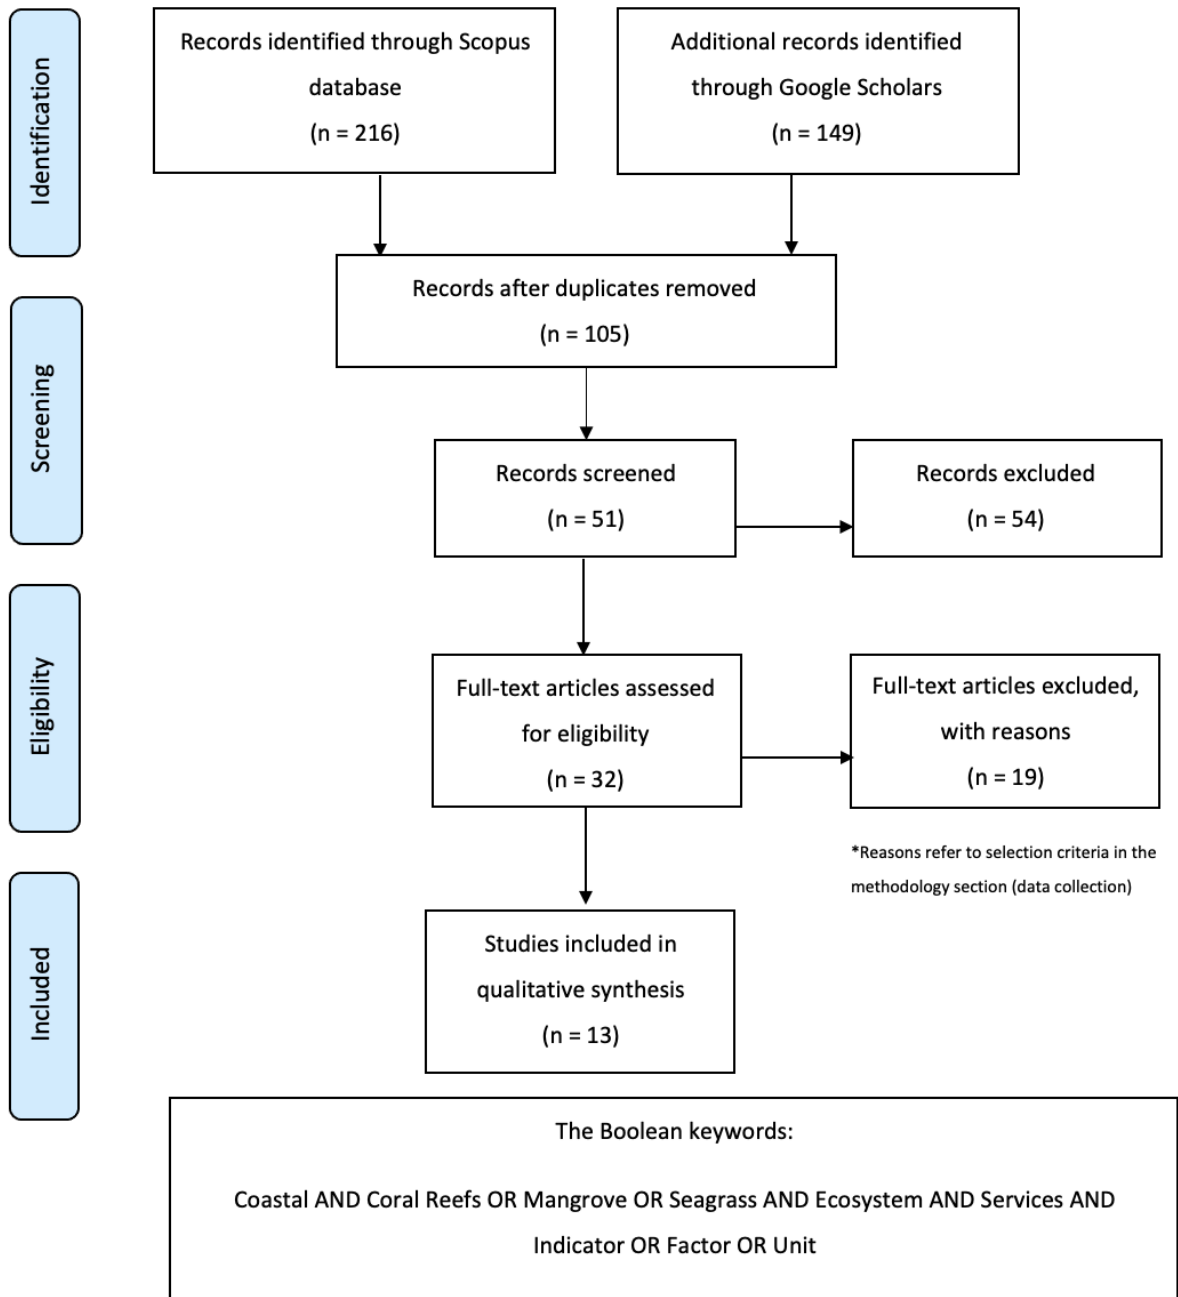 Identification
Records identified through Scopus
database
(n = 216)
Additional records identified
through Google Scholars
(n = 149)
Records after duplicates removed
(n = 105)
Screening
Records screened
(n = 51)
Records excluded
(n = 54)
Eligibility
Full-text articles assessed
for eligibility
(n = 32)
Full-text articles excluded,
with reasons
(n = 19)
*Reasons refer to selection criteria in the
methodology section (data collection)
Included
Studies included in
qualitative synthesis
(n = 13)
The Boolean keywords:
Coastal AND Coral Reefs OR Mangrove OR Seagrass AND Ecosystem AND Services AND
Indicator OR Factor OR Unit